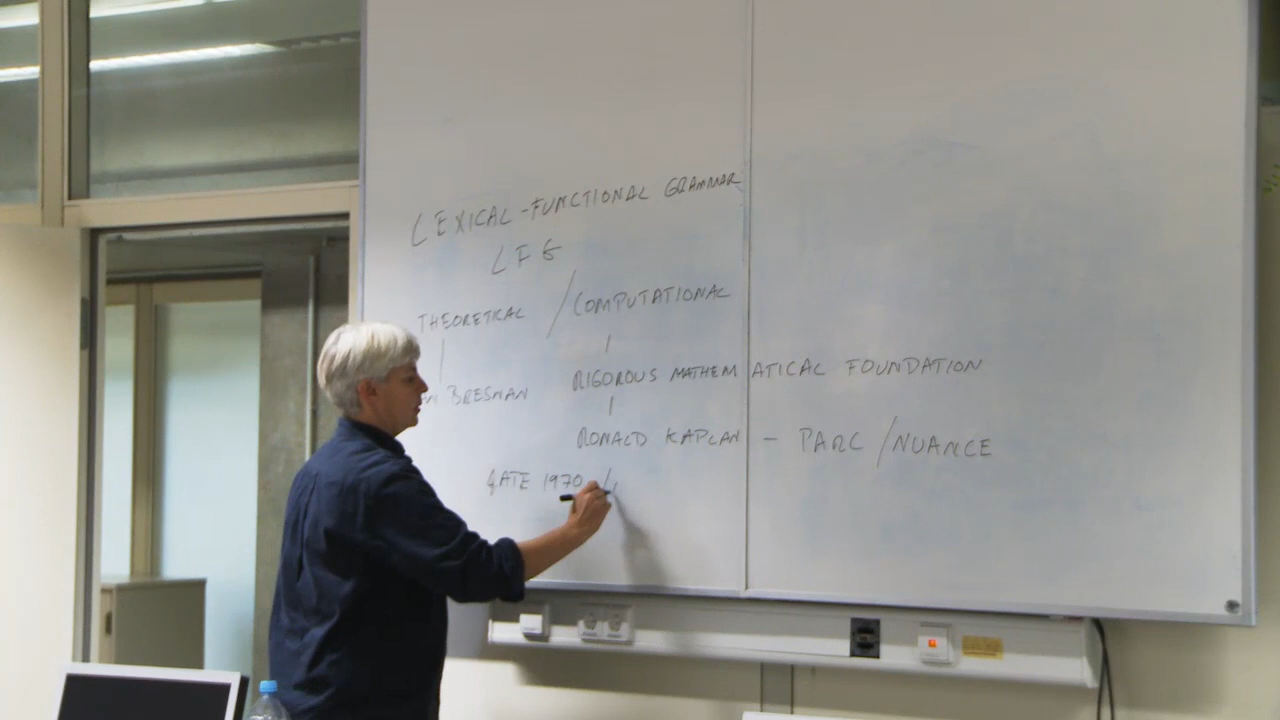 LEXICAL-FUNCTIONAL GRAMMAR
LFG
THEORETICAL / COMPUTATIONAL
BRESNAN RIGOROUS MATHEMATICAL FOUNDATION
RONALD KAPLAN - PARC / NUANCE
LATE 1970 /